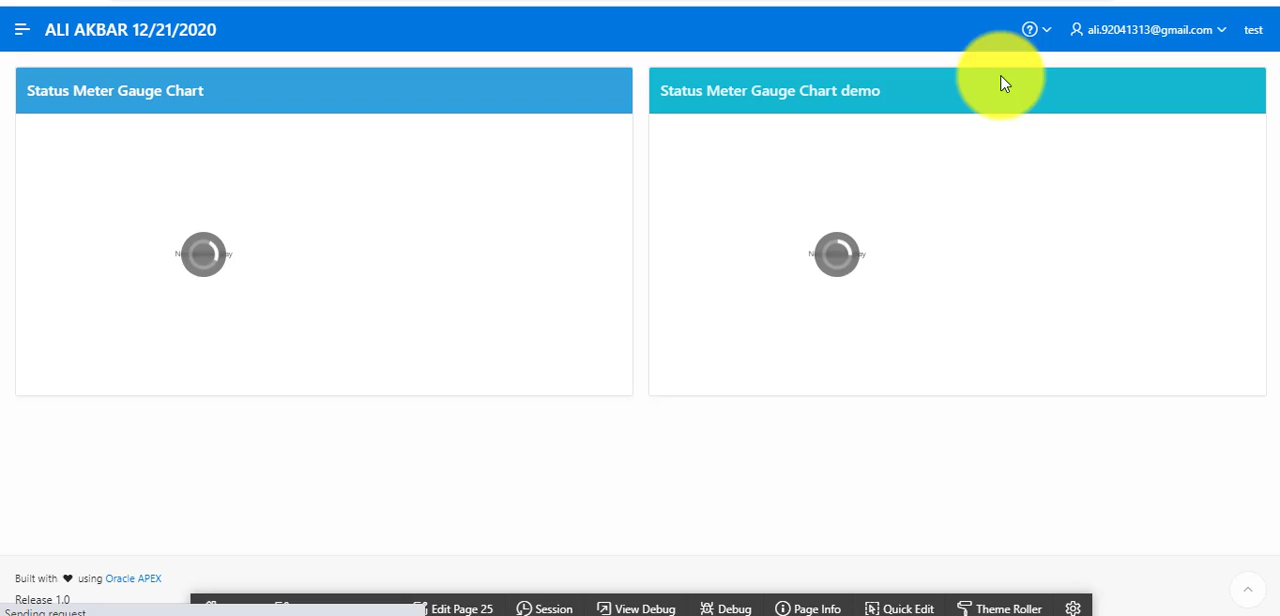 ALI AKBAR 12/21/2020
ali.92041313@gmail.com
test
Status Meter Gauge Chart
Status Meter Gauge Chart demo
Built with ♥ using Oracle APEX
Release 1.0
Sending request...
Edit Page 25
Session
View Debug
Debug
Page Info
Quick Edit
Theme Roller